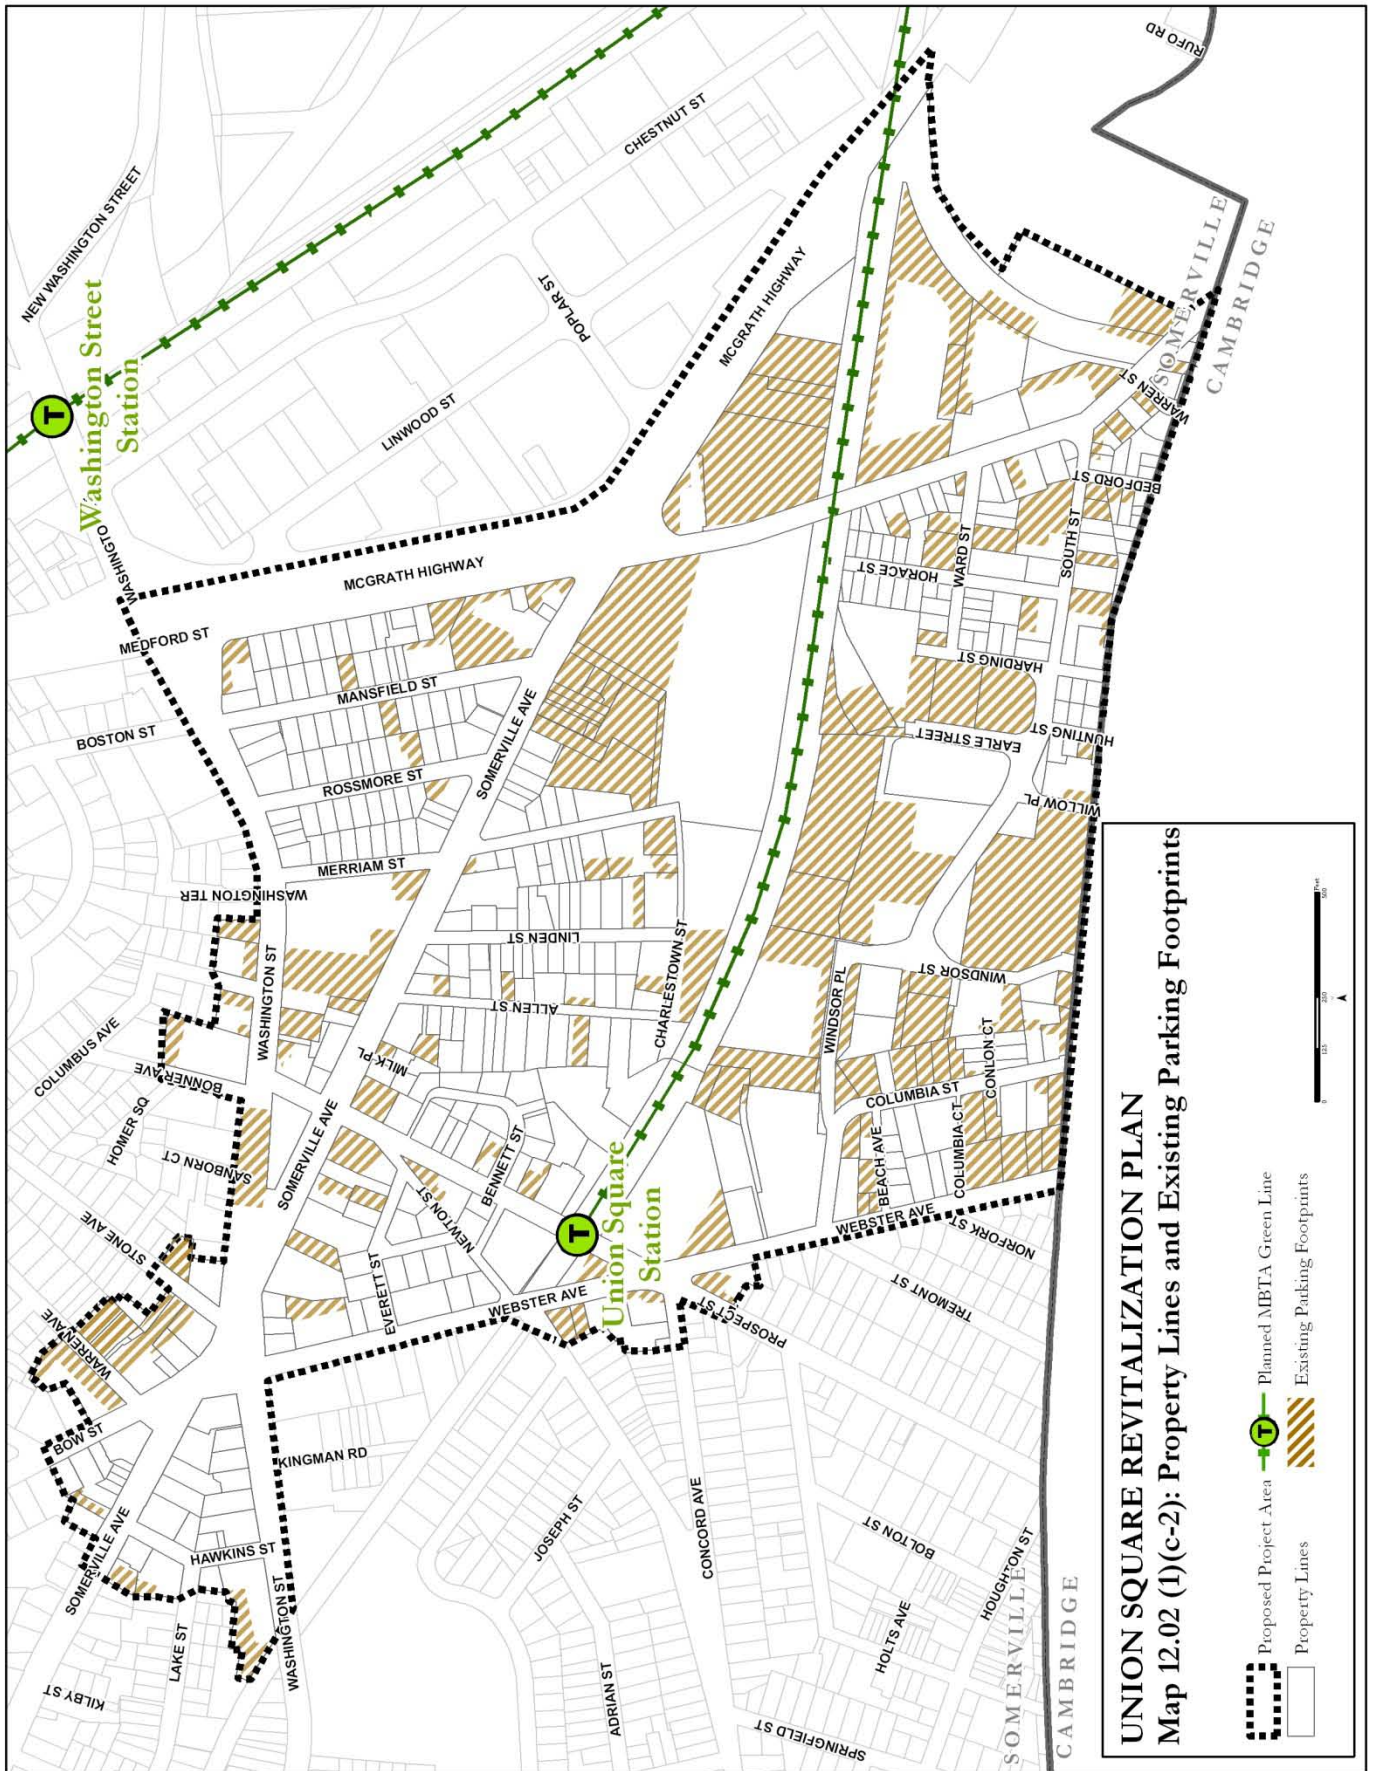 NEW WASHINGTON STREET
Washington Street
Station
WASHINGTO
WASHINGTON
CHESTNUT ST
RUFO RD
POPLAR ST
LINWOOD ST
MCGRATH HIGHWAY
MCGRATH HIGHWAY
MEDFORD ST
BOSTON ST
MANSFIELD ST
ROSSMORE ST
MERRIAM ST
SOMERVILLE AVE
WASHINGTON TER
WASHINGTON ST
LINDEN ST
ALLEN ST
CHARLESTOWN ST
MILK PL
COLUMBUS AVE
BONNER AVE
HOMER SQ
SANBORN CT
STONE AVE
WARREN AVE
BOW ST
SOMERVILLE AVE
SOMERVILLE AVE
BENNETT ST
NEWTON ST
EVERETT ST
WEBSTER AVE
Union Square
Station
PROSPECT ST
WEBSTER AVE
KINGMAN RD
HAWKINS ST
WASHINGTON ST
LAKE ST
KILBY ST
JOSEPH ST
ADRIAN ST
CONCORD AVE
SPRINGFIELD ST
HOLTS AVE
BOLTON ST
HOUGHTON ST
TREMONT ST
NORFORK ST
WINDSOR PL
WINDSOR ST
COLUMBIA ST
BEACH AVE
COLUMBIA CT
CONLON CT
EARLE STREET
HARDING ST
HUNTING ST
WILLOW PL
HORACE ST
WARD ST
SOUTH ST
BEDFORD ST
WARREN ST
SOMERVILLE
CAMBRIDGE
SOMERVILLE
CAMBRIDGE
UNION SQUARE REVITALIZATION PLAN
Map 12.02 (1)(c-2): Property Lines and Existing Parking Footprints
Proposed Project Area
T
Planned MBTA Green Line
Property Lines
Existing Parking Footprints
0 125 250 500
Feet
T
T